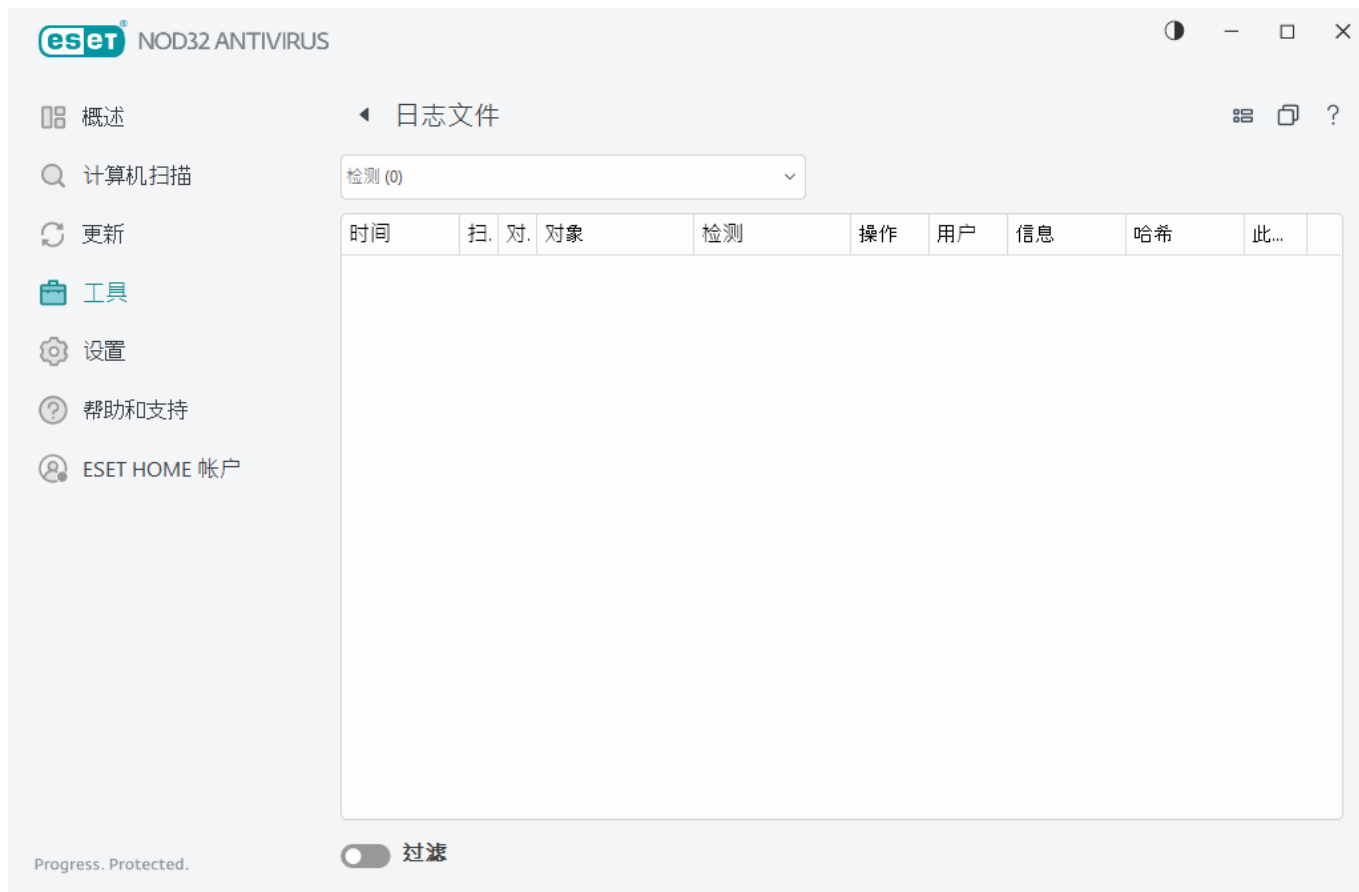 eseT® NOD32 ANTIVIRUS
概述
计算机扫描
更新
工具
设置
帮助和支持
ESET HOME 帐户
日志文件
?
检测 (0)
时间 扫. 对. 对象 检测 操作 用户 信息 哈希 此...
过滤
Progress. Protected.